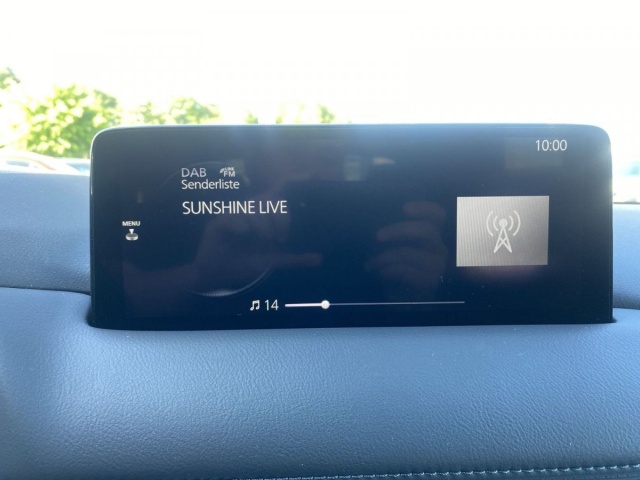 10:00
DAB FM
Senderliste
SUNSHINE LIVE
MENU
14